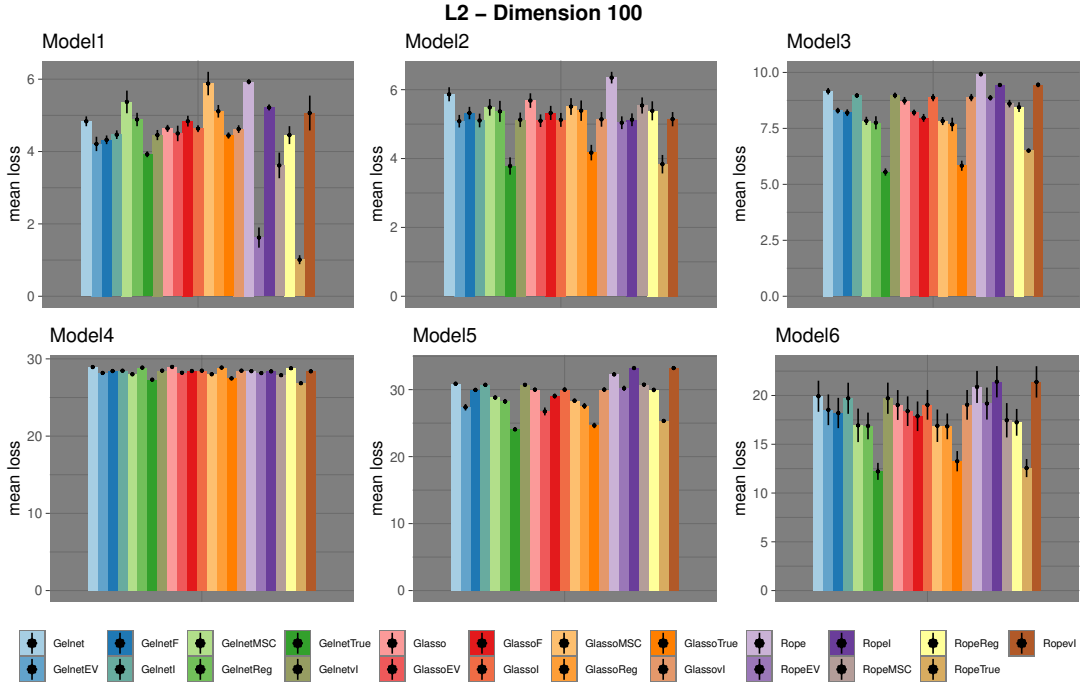 L2 – Dimension 100
Model1 Model2 Model3
mean loss
6
4
2
0
mean loss
6
4
2
0
mean loss
10.0
7.5
5.0
2.5
0.0
Model4 Model5 Model6
mean loss
30
20
10
0
mean loss
30
20
10
0
mean loss
20
15
10
5
0
Gelnet GelnetF GelnetMSC GelnetTrue Glasso GlassoF GlassoMSC GlassoTrue Rope RopeI RopeReg RopevI
GelnetEV GelnetI GelnetReg GelnetvI GlassoEV GlassoI GlassoReg GlassovI RopeEV RopeMSC RopeTrue